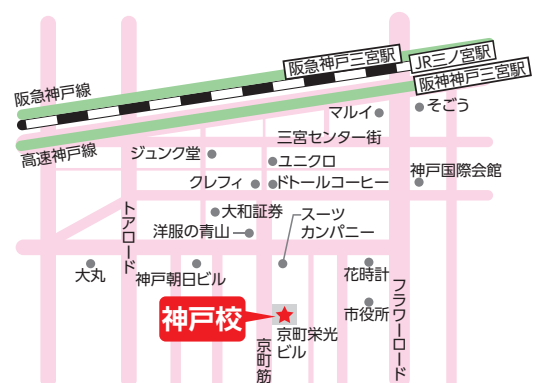 阪急神戸三宮駅
JR三ノ宮駅
阪神神戸三宮駅
阪急神戸線
マルイ
そごう
高速神戸線
三宮センター街
ジュンク堂
ユニクロ
神戸国際会館
クレフィ
ドトールコーヒー
トアロード
大和証券
スーツ
カンパニー
洋服の青山
大丸
神戸朝日ビル
花時計
フラワーロード
神戸校
市役所
京町栄光
ビル
京町筋